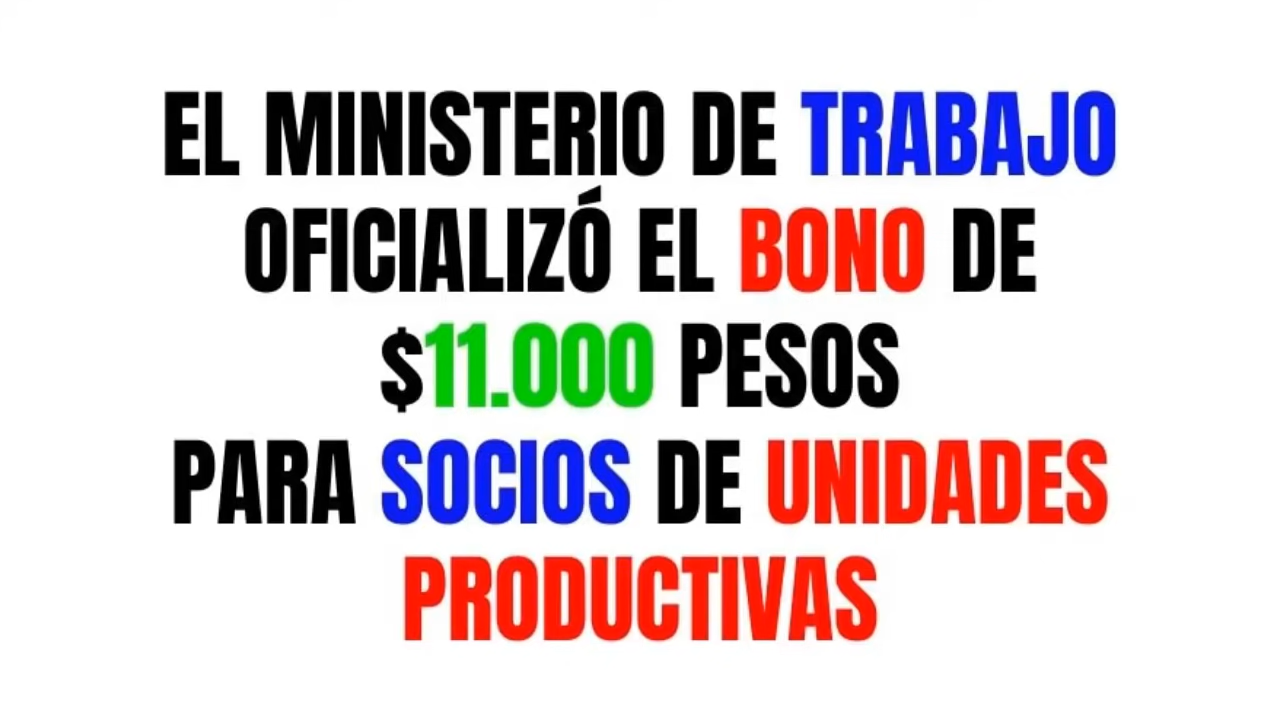 EL MINISTERIO DE TRABAJO
OFICIALIZÓ EL BONO DE
$11.000 PESOS
PARA SOCIOS DE UNIDADES
PRODUCTIVAS